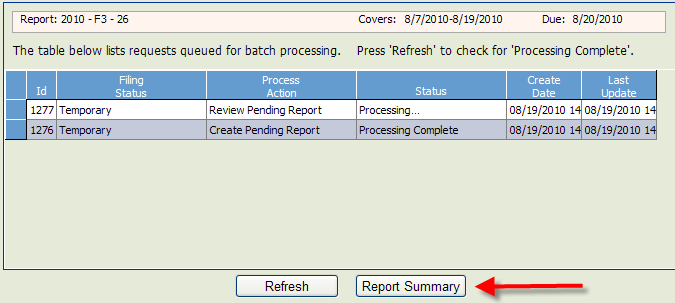 Report: 2010 - F3 - 26 Covers: 8/7/2010-8/19/2010 Due: 8/20/2010
The table below lists requests queued for batch processing. Press 'Refresh' to check for 'Processing Complete'.
Id Filing Status Process Action Status Create Date Last Update
1277 Temporary Review Pending Report Processing... 08/19/2010 14 08/19/2010 14
1276 Temporary Create Pending Report Processing Complete 08/19/2010 14 08/19/2010 14
Refresh Report Summary